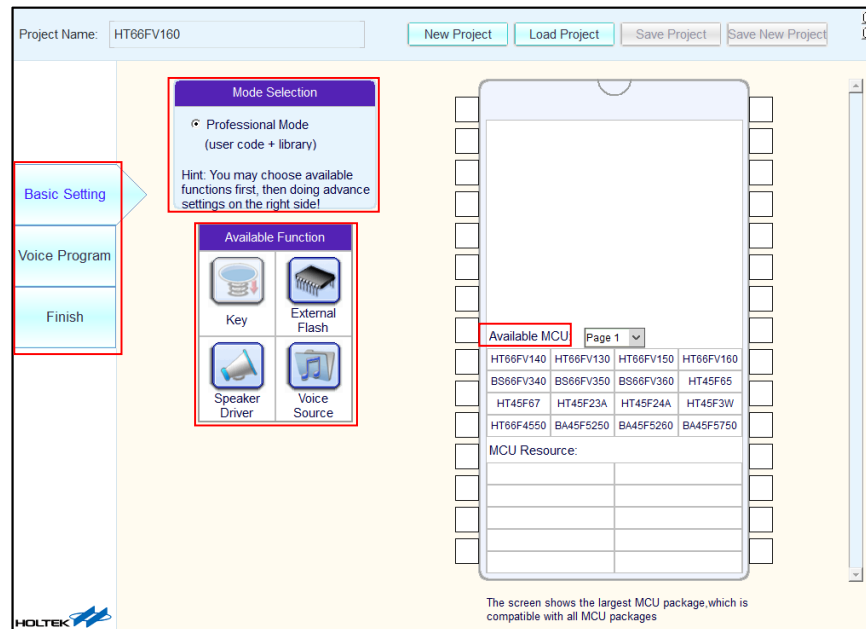 Project Name: HT66FV160 New Project Load Project Save Project Save New Project
Mode Selection
Professional Mode
(user code + library)
Hint: You may choose available
functions first, then doing advance
settings on the right side!
Basic Setting
Voice Program
Finish
Available Function
Key
External
Flash
Speaker
Driver
Voice
Source
Available MCU: Page 1
HT66FV140 HT66FV130 HT66FV150 HT66FV160
BS66FV340 BS66FV350 BS66FV360 HT45F65
HT45F67 HT45F23A HT45F24A HT45F3W
HT66F4550 BA45F5250 BA45F5260 BA45F5750
MCU Resource:
The screen shows the largest MCU package,which is
compatible with all MCU packages
HOLTEK